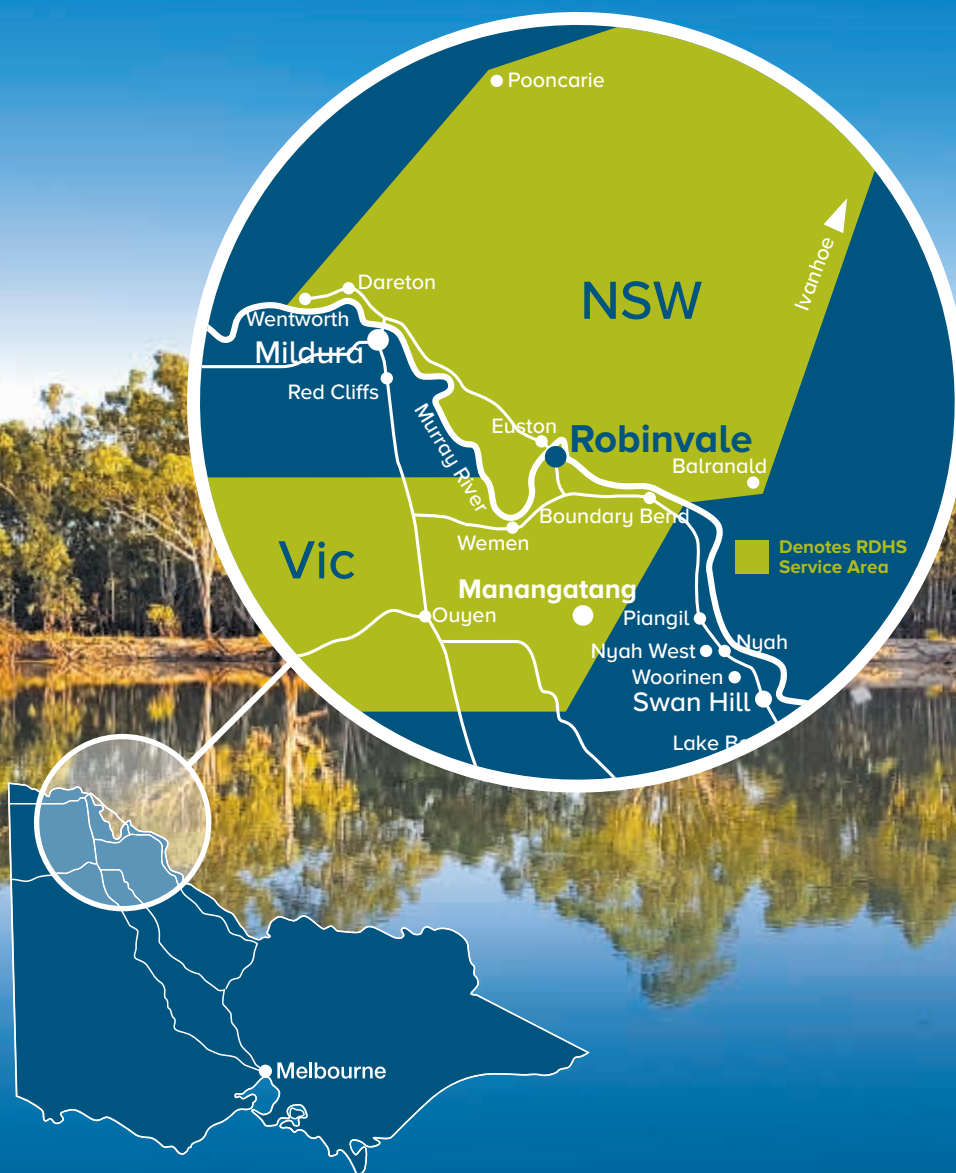 Pooncarie
Ivanhoe
Dareton
NSW
Wentworth
Mildura
Red Cliffs
Murray River
Euston
Robinvale
Balranald
Boundary Bend
Wemen
Vic
Denotes RDHS
Service Area
Manangatang
Ouyen
Piangil
Nyah West
Nyah
Woorinen
Swan Hill
Lake
Melbourne